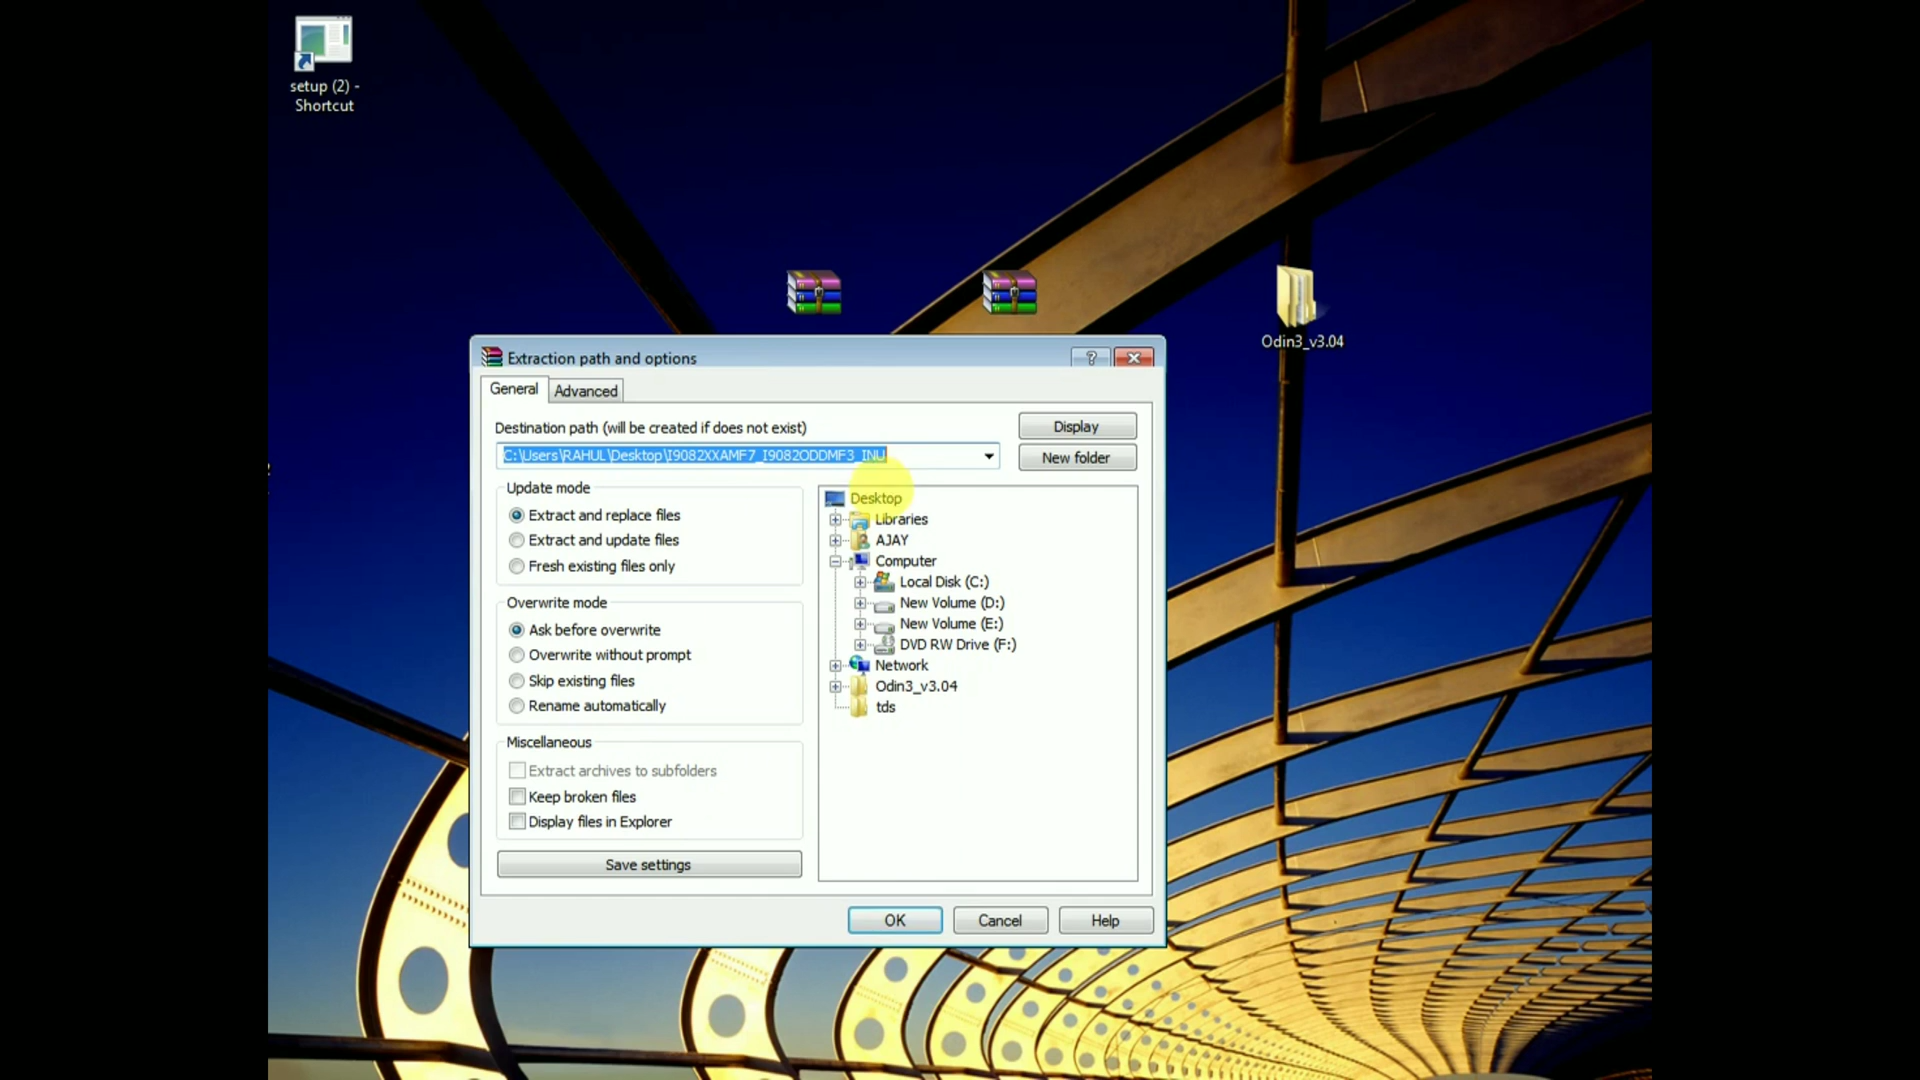 setup (2) -
Shortcut
Odin3_v3.04
Extraction path and options
?
General
Advanced
Destination path (will be created if does not exist)
Display
C:\Users\RAHUL\Desktop\I9082XXAMF7_I9082ODDMF3_INU
New folder
Update mode
Extract and replace files
Extract and update files
Fresh existing files only
Overwrite mode
Ask before overwrite
Overwrite without prompt
Skip existing files
Rename automatically
Miscellaneous
Extract archives to subfolders
Keep broken files
Display files in Explorer
Save settings
Desktop
Libraries
AJAY
Computer
Local Disk (C:)
New Volume (D:)
New Volume (E:)
DVD RW Drive (F:)
Network
Odin3_v3.04
tds
OK
Cancel
Help